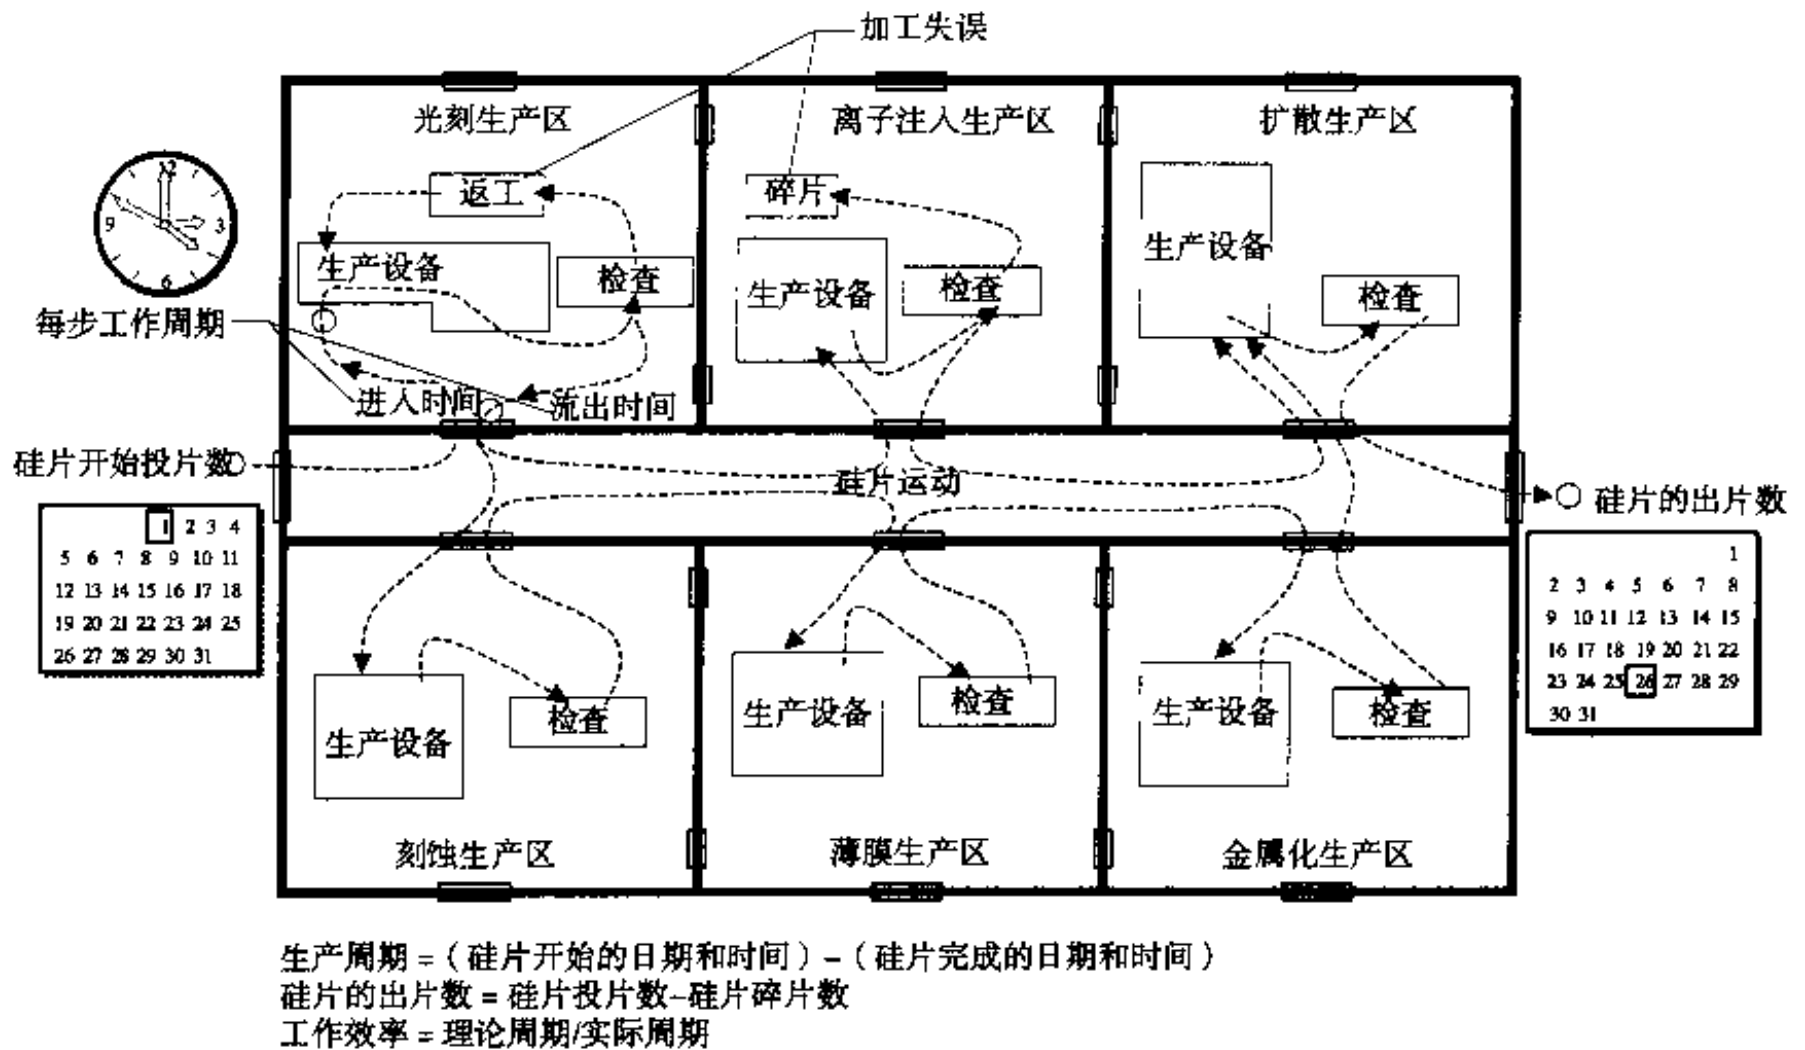 加工失误
光刻生产区
离子注入生产区
扩散生产区
12
3
6
9
返工
碎片
生产设备
检查
生产设备
检查
生产设备
检查
每步工作周期
进入时间
流出时间
硅片开始投片数
硅片运动
硅片的出片数
1 2 3 4
5 6 7 8 9 10 11
12 13 14 15 16 17 18
19 20 21 22 23 24 25
26 27 28 29 30 31
1
2 3 4 5 6 7 8
9 10 11 12 13 14 15
16 17 18 19 20 21 22
23 24 25 26 27 28 29
30 31
生产设备
检查
生产设备
检查
生产设备
检查
刻蚀生产区
薄膜生产区
金属化生产区
生产周期 = ( 硅片开始的日期和时间 ) - ( 硅片完成的日期和时间 )
硅片的出片数 = 硅片投片数-硅片碎片数
工作效率 = 理论周期/实际周期